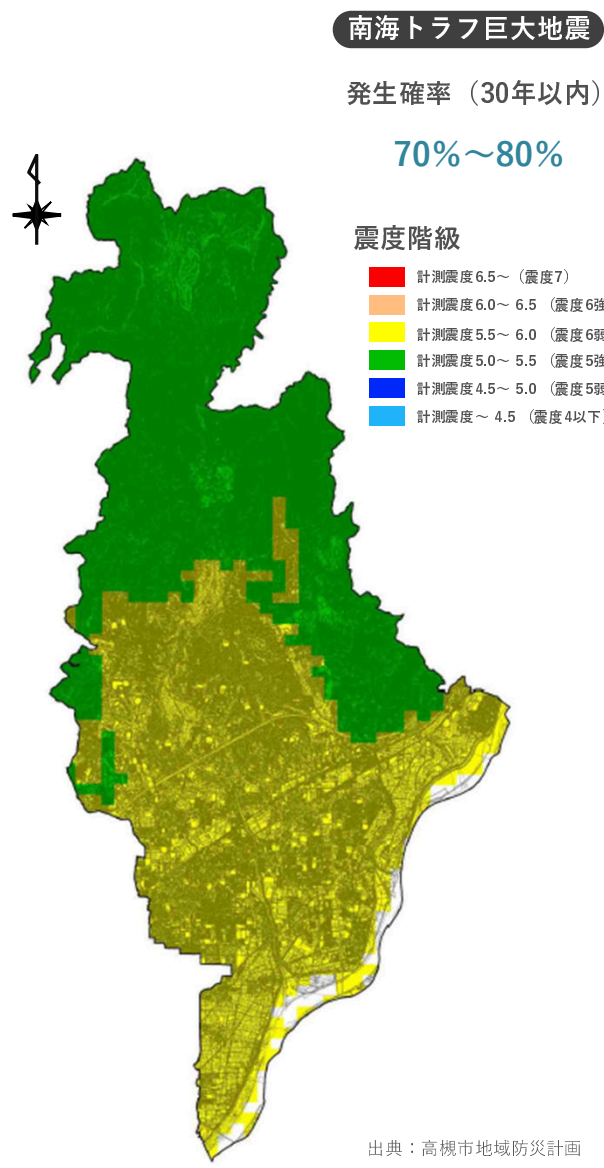 南海トラフ巨大地震
発生確率（30年以内）
70%〜80%
震度階級
計測震度6.5〜（震度7）
計測震度6.0〜 6.5 （震度6強
計測震度5.5〜 6.0 （震度6弱
計測震度5.0〜 5.5 （震度5強
計測震度4.5〜 5.0 （震度5弱
計測震度〜 4.5 （震度4以下）
出典：高槻市地域防災計画